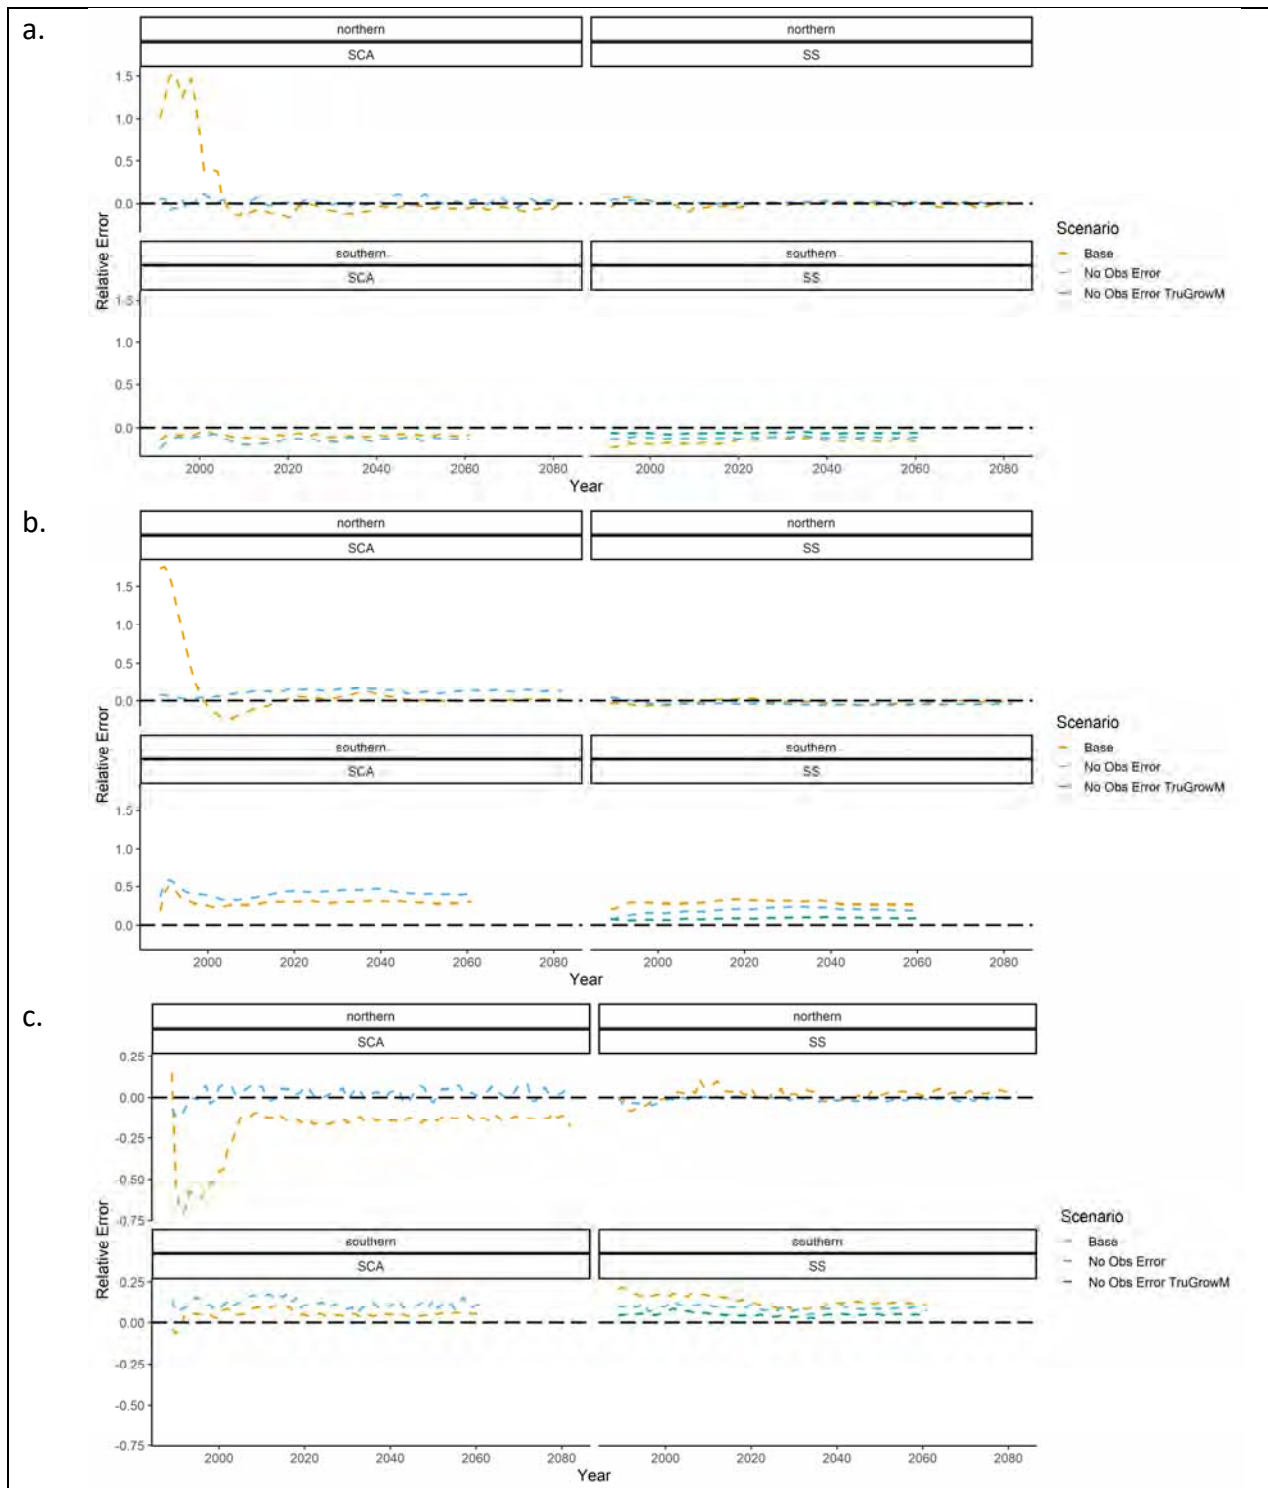 a.
northern
northern
SCA
SS
1.5
1.0
0.5
0.0
southern
southern
SCA
SS
1.5
1.0
0.5
0.0
Relative Error
2000 2020 2040 2060 2080 2000 2020 2040 2060 2080
Year
Scenario
Base
No Obs Error
No Obs Error TruGrowM
b.
northern
northern
SCA
SS
1.5
1.0
0.5
0.0
southern
southern
SCA
SS
1.5
1.0
0.5
0.0
Relative Error
2000 2020 2040 2060 2080 2000 2020 2040 2060 2080
Year
Scenario
Base
No Obs Error
No Obs Error TruGrowM
c.
northern
northern
SCA
SS
0.25
0.00
-0.25
-0.50
-0.75
southern
southern
SCA
SS
0.25
0.00
-0.25
-0.50
-0.75
Relative Error
2000 2020 2040 2060 2080 2000 2020 2040 2060 2080
Year
Scenario
Base
No Obs Error
No Obs Error TruGrowM